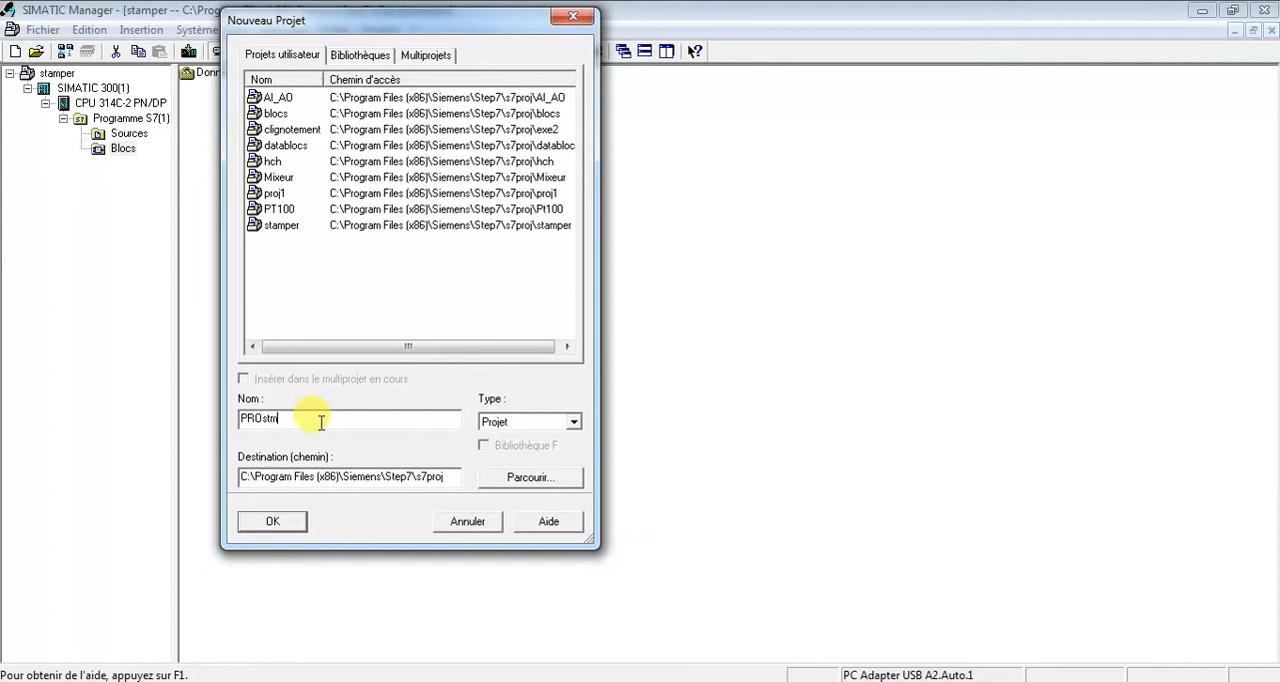 SIMATIC Manager - [stamper -- C:\Prog
Nouveau Projet
Fichier Edition Insertion Système
Projets utilisateur Bibliothèques Multiprojets
Nom Chemin d'accès
AI_AO C:\Program Files (x86)\Siemens\Step7\s7proj\AI_AO
blocs C:\Program Files (x86)\Siemens\Step7\s7proj\blocs
clignotement C:\Program Files (x86)\Siemens\Step7\s7proj\exe2
datablocs C:\Program Files (x86)\Siemens\Step7\s7proj\databloc
hch C:\Program Files (x86)\Siemens\Step7\s7proj\hch
Mixeur C:\Program Files (x86)\Siemens\Step7\s7proj\Mixeur
proj1 C:\Program Files (x86)\Siemens\Step7\s7proj\proj1
PT100 C:\Program Files (x86)\Siemens\Step7\s7proj\Pt100
stamper C:\Program Files (x86)\Siemens\Step7\s7proj\stamper
stamper
SIMATIC 300(1)
CPU 314C-2 PN/DP
Programme S7(1)
Sources
Blocs
Donn
Insérer dans le multiprojet en cours
Nom : Type :
PROstm Projet
Bibliothèque F
Destination (chemin) :
C:\Program Files (x86)\Siemens\Step7\s7proj Parcourir...
OK Annuler Aide
Pour obtenir de l'aide, appuyez sur F1. PC Adapter USB A2.Auto.1